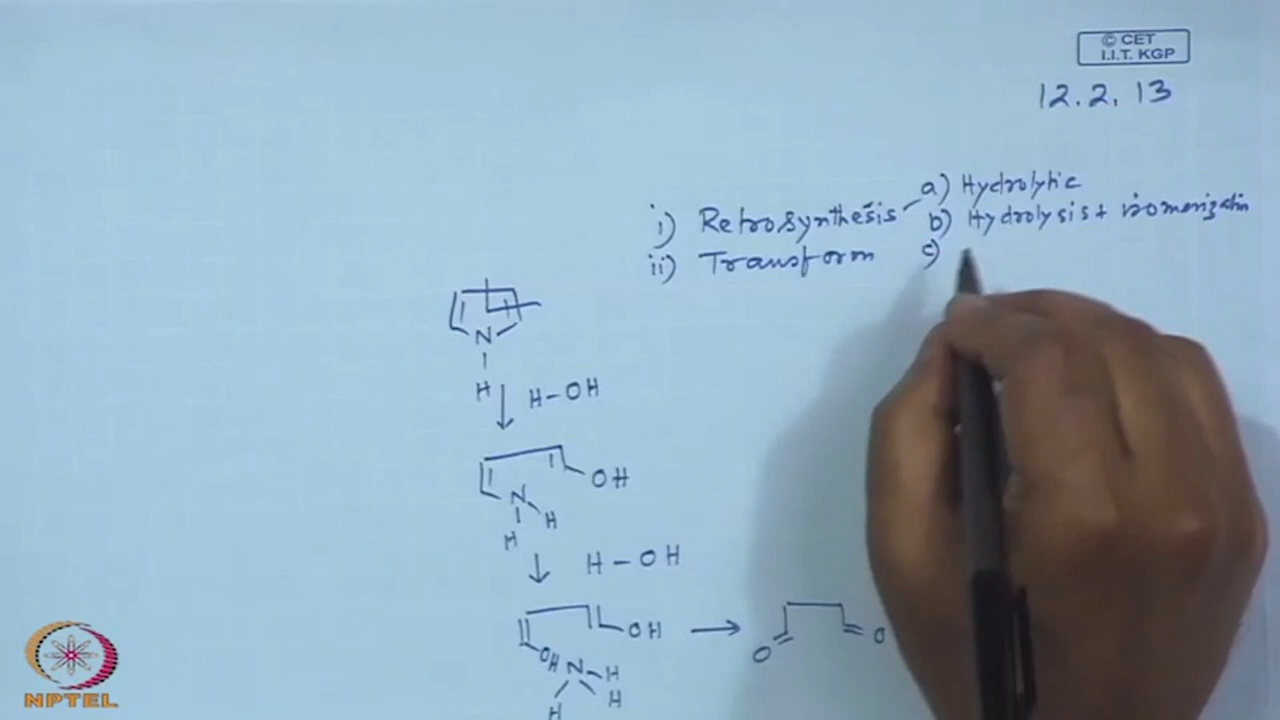 © CET
I.I.T. KGP
12.2.13
i) Retrosynthesis
a) Hydrolytic
b) Hydrolysis + isomerization
ii) Transform
c)
N
H
H-OH
OH
N
H
H
H-OH
OH
OH
N
H
H
H
O
O
NPTEL